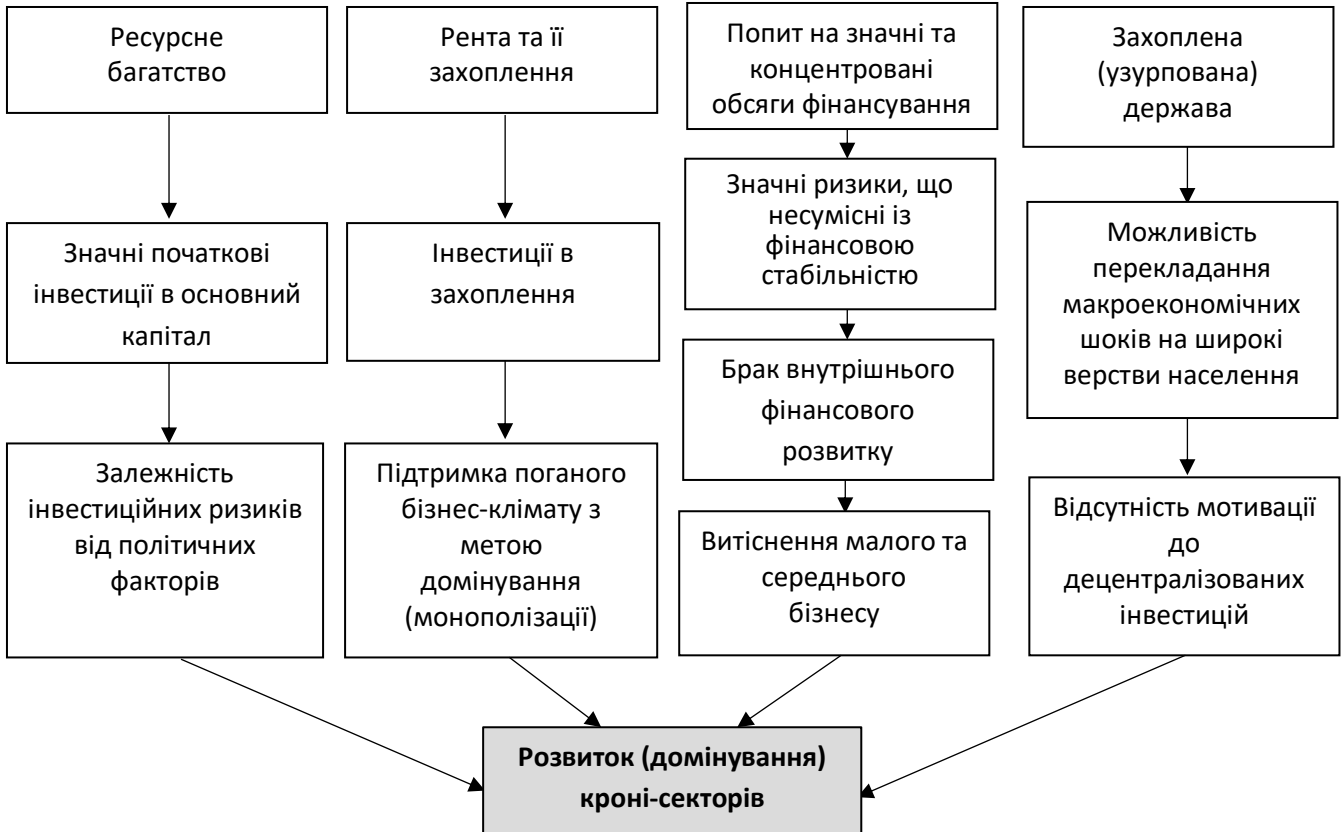 Ресурсне
багатство
Рента та її
захоплення
Попит на значні та
концентровані
обсяги фінансування
Захоплена
(узурпована)
держава
Значні початкові
інвестиції в основний
капітал
Інвестиції в
захоплення
Значні ризики, що
несумісні із
фінансовою
стабільністю
Можливість
перекладання
макроекономічних
шоків на широкі
верстви населення
Брак внутрішнього
фінансового
розвитку
Залежність
інвестиційних ризиків
від політичних
факторів
Підтримка поганого
бізнес-клімату з
метою
домінування
(монополізації)
Витіснення малого та
середнього
бізнесу
Відсутність мотивації
до
децентралізованих
інвестицій
Розвиток (домінування)
кроні-секторів